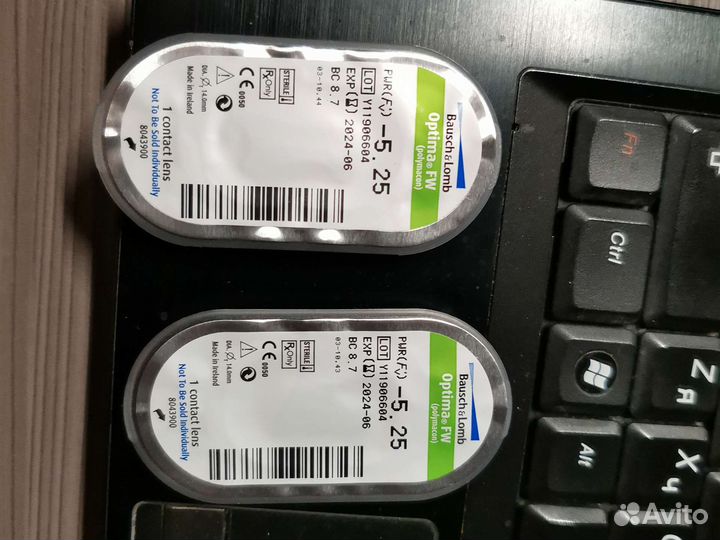 Bausch & Lomb
Optima® FW
(polymacon)
PWR(F'v) -5.25
LOT Y11906604
EXP 2024-06
BC 8.7
03-10.44
STERILE
Rx Only
CE 0050
DIA. Ø 14.0mm
Made in Ireland
1 contact lens
Not To Be Sold Individually
8043900
Bausch & Lomb
Optima® FW
(polymacon)
PWR(F'v) -5.25
LOT Y11906604
EXP 2024-06
BC 8.7
03-10.43
STERILE
Rx Only
CE 0050
DIA. Ø 14.0mm
Made in Ireland
1 contact lens
Not To Be Sold Individually
8043900
Fn
Ctrl
Z
Я
Alt
X
Ч
Avito